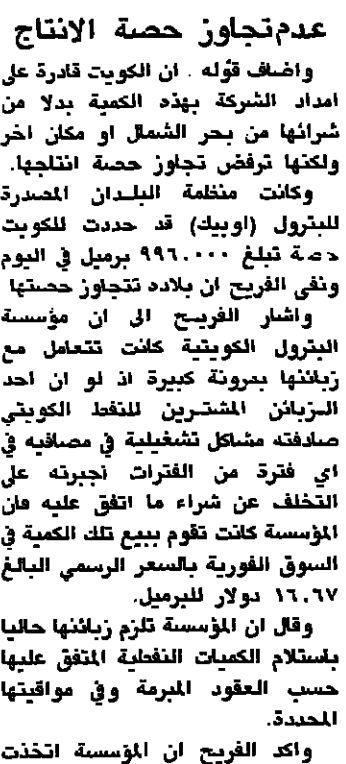 عدم تجاوز حصة الانتاج
واضاف قوله . ان الكويت قادرة على
امداد الشركة بهذه الكمية بدلا من
شرائها من بحر الشمال او مكان اخر
ولكنها ترفض تجاوز حصة انتاجها.
وكانت منظمة البلدان المصدرة
للبترول (اوبيك) قد حددت للكويت
حصة تبلغ ٩٩٦.٠٠٠ برميل في اليوم
ونفى الفريح ان بلاده تتجاوز حصتها
واشار الفريح الى ان مؤسسة
البترول الكويتية كانت تتعامل مع
زبائنها بمرونة كبيرة اذ لو ان احد
الزبائن المشترين للنفط الكويتي
صادفته مشاكل تشغيلية في مصافيه في
اي فترة من الفترات اجبرته على
التخلف عن شراء ما اتفق عليه فان
المؤسسة كانت تقوم ببيع تلك الكمية في
السوق الفورية بالسعر الرسمي البالغ
١٦.٦٧ دولار للبرميل.
وقال ان المؤسسة تلزم زبائنها حاليا
باستلام الكميات النفطية المتفق عليها
حسب العقود المبرمة وفي مواقيتها
المحددة.
واكد الفريح ان المؤسسة اتخذت